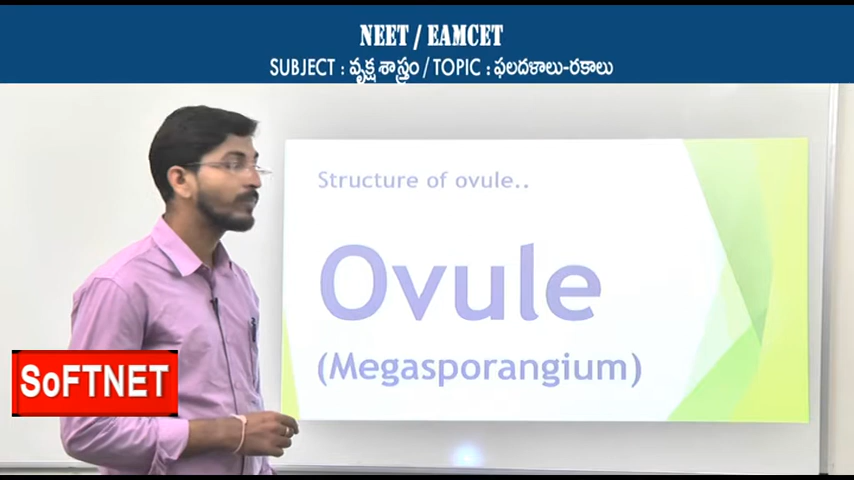 NEET / EAMCET
SUBJECT : వృక్ష శాస్త్రం / TOPIC : ఫలదళాలు-రకాలు
Structure of ovule..
Ovule
(Megasporangium)
SoFTNET